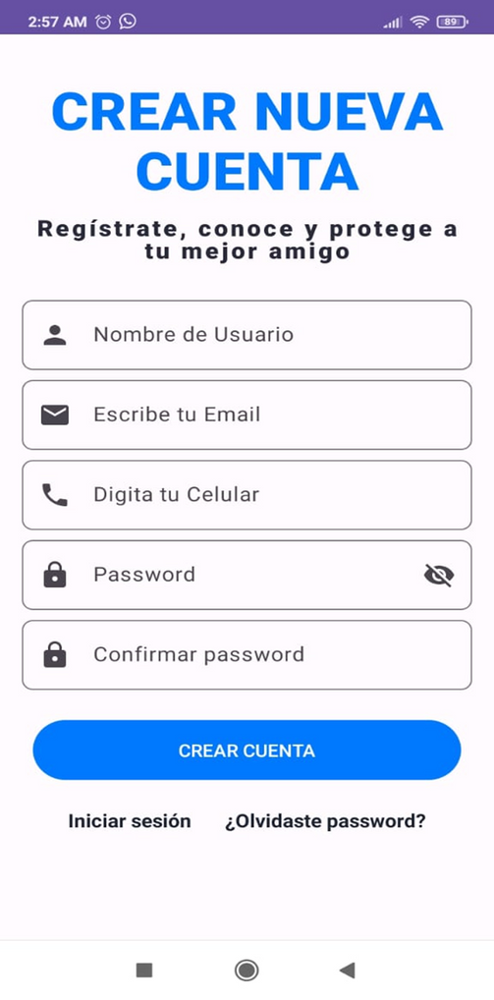 2:57 AM
89
CREAR NUEVA
CUENTA
Regístrate, conoce y protege a
tu mejor amigo
Nombre de Usuario
Escribe tu Email
Digita tu Celular
Password
Confirmar password
CREAR CUENTA
Iniciar sesión ¿Olvidaste password?